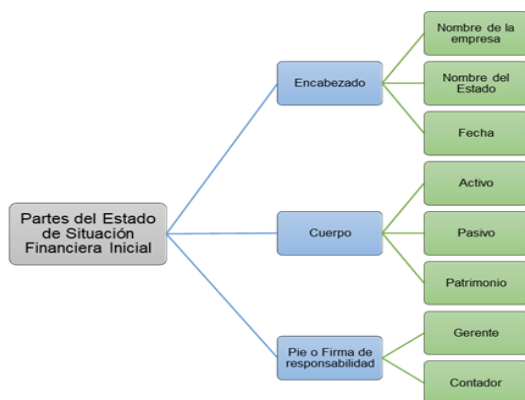 Partes del Estado
de Situación
Financiera Inicial
Encabezado
Nombre de la
empresa
Nombre del
Estado
Fecha
Cuerpo
Activo
Pasivo
Patrimonio
Pie o Firma de
responsabilidad
Gerente
Contador